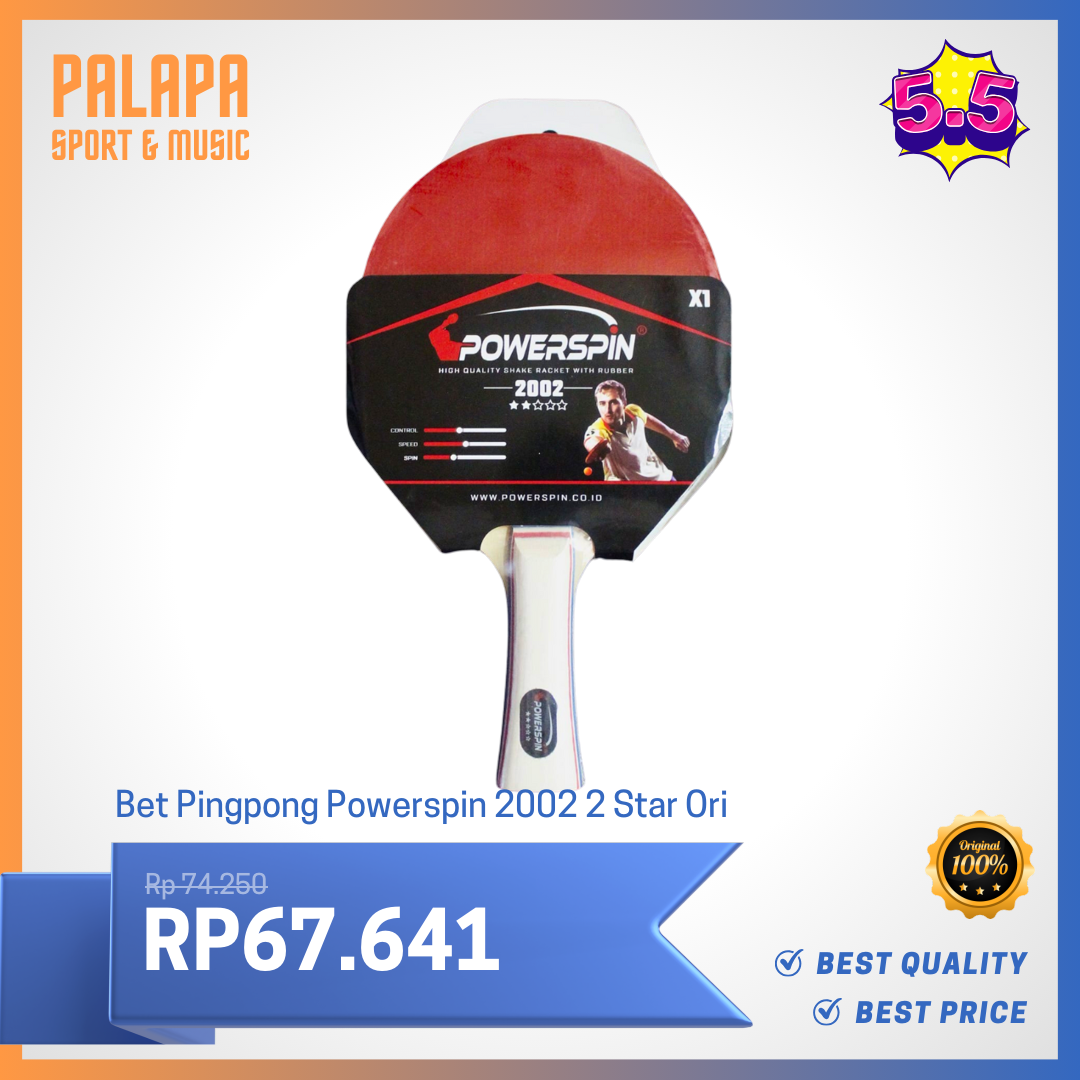 PALAPA
SPORT & MUSIC
5.5
X1
POWERSPIN®
HIGH QUALITY SHAKE RACKET WITH RUBBER
2002
CONTROL
SPEED
SPIN
WWW.POWERSPIN.CO.ID
POWERSPIN
Bet Pingpong Powerspin 2002 2 Star Ori
Rp 74.250
RP67.641
Original
100%
BEST QUALITY
BEST PRICE